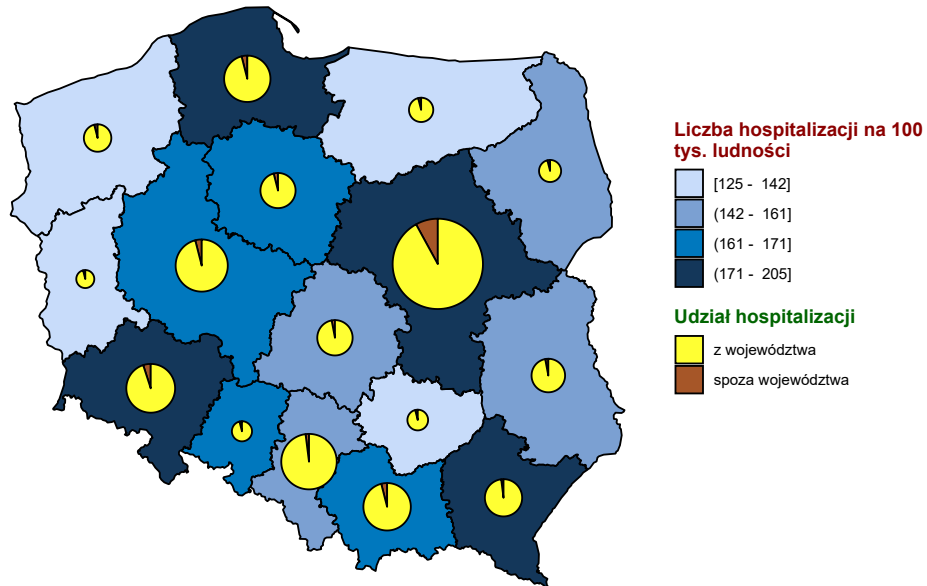 Liczba hospitalizacji na 100
tys. ludności
[125 - 142]
(142 - 161]
(161 - 171]
(171 - 205]
Udział hospitalizacji
z województwa
spoza województwa